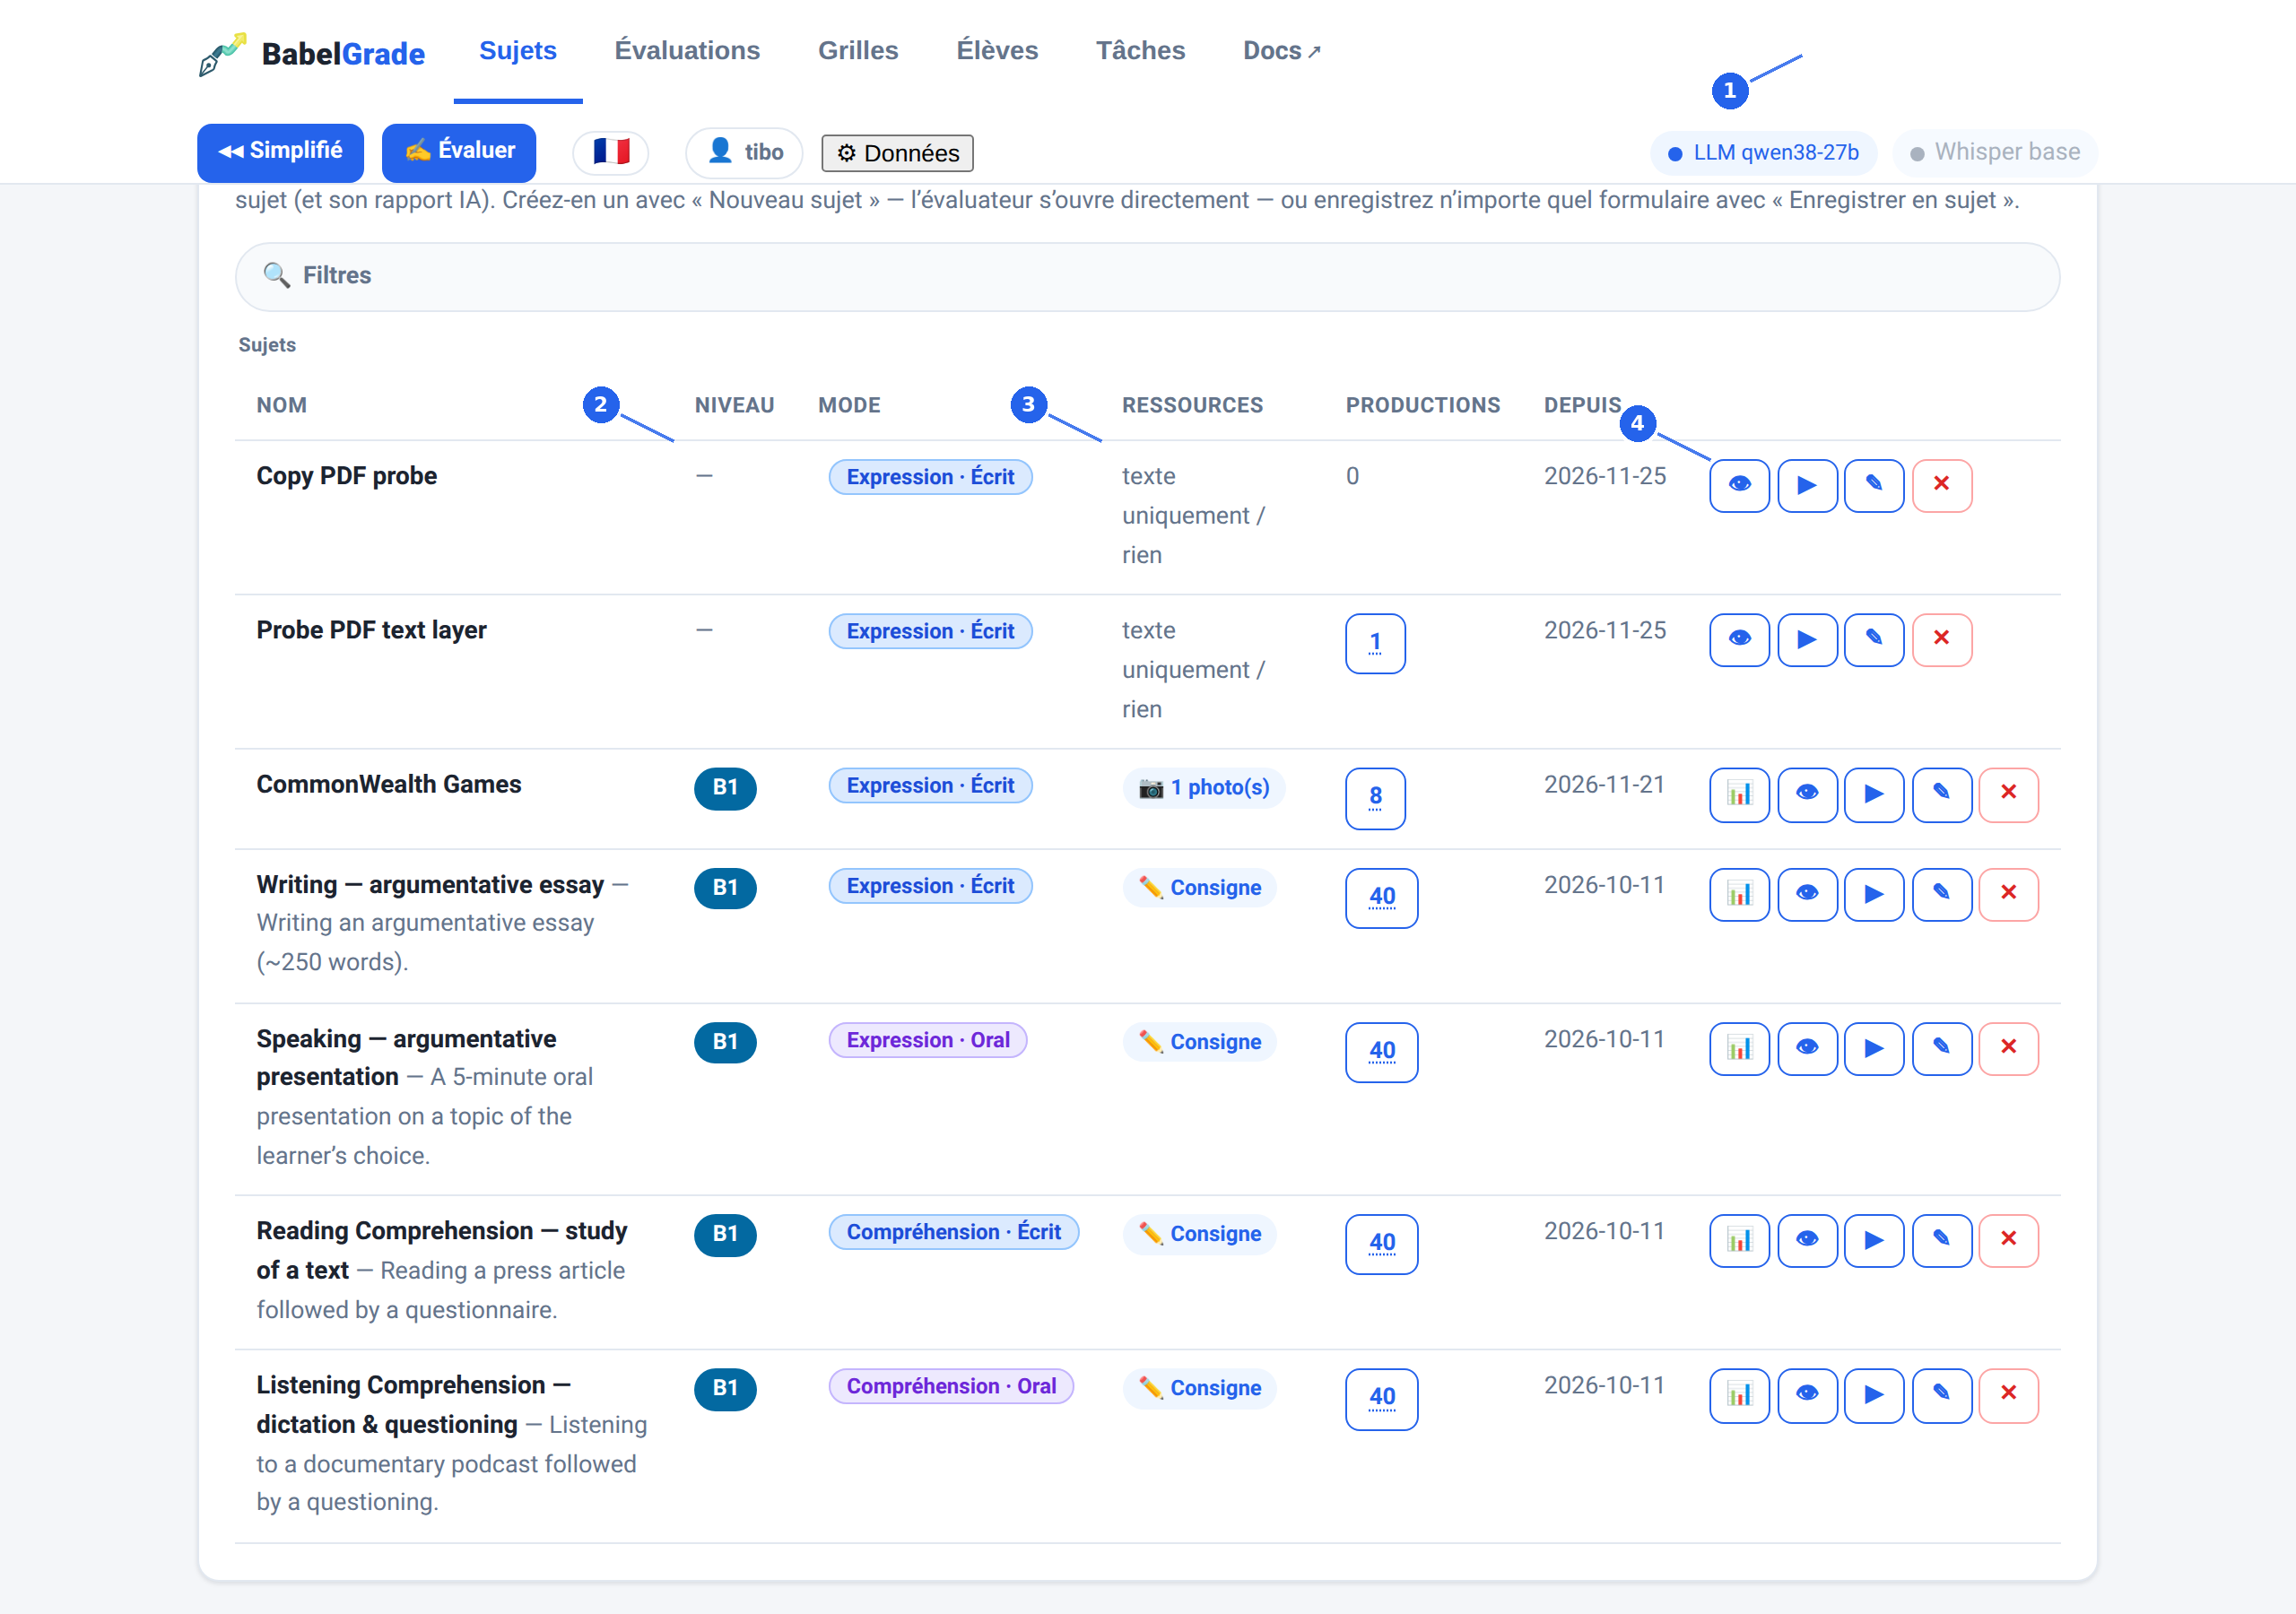 BabelGrade Sujets Évaluations Grilles Élèves Tâches Docs ↗
1
◀◀ Simplifié ✍️ Évaluer 🇫🇷 👤 tibo ⚙ Données LLM qwen38-27b Whisper base
sujet (et son rapport IA). Créez-en un avec « Nouveau sujet » — l’évaluateur s’ouvre directement — ou enregistrez n’importe quel formulaire avec « Enregistrer en sujet ».
🔍 Filtres
Sujets
NOM 2 NIVEAU MODE 3 RESSOURCES PRODUCTIONS DEPUIS 4
Copy PDF probe — Expression · Écrit texte 0 2026-11-25 👁 ▶ ✎ ✕
uniquement /
rien
Probe PDF text layer — Expression · Écrit texte 1 2026-11-25 👁 ▶ ✎ ✕
uniquement /
rien
CommonWealth Games B1 Expression · Écrit 📷 1 photo(s) 8 2026-11-21 📊 👁 ▶ ✎ ✕
Writing — argumentative essay — B1 Expression · Écrit ✏️ Consigne 40 2026-10-11 📊 👁 ▶ ✎ ✕
Writing an argumentative essay
(~250 words).
Speaking — argumentative B1 Expression · Oral ✏️ Consigne 40 2026-10-11 📊 👁 ▶ ✎ ✕
presentation — A 5-minute oral
presentation on a topic of the
learner’s choice.
Reading Comprehension — study B1 Compréhension · Écrit ✏️ Consigne 40 2026-10-11 📊 👁 ▶ ✎ ✕
of a text — Reading a press article
followed by a questionnaire.
Listening Comprehension — B1 Compréhension · Oral ✏️ Consigne 40 2026-10-11 📊 👁 ▶ ✎ ✕
dictation & questioning — Listening
to a documentary podcast followed
by a questioning.